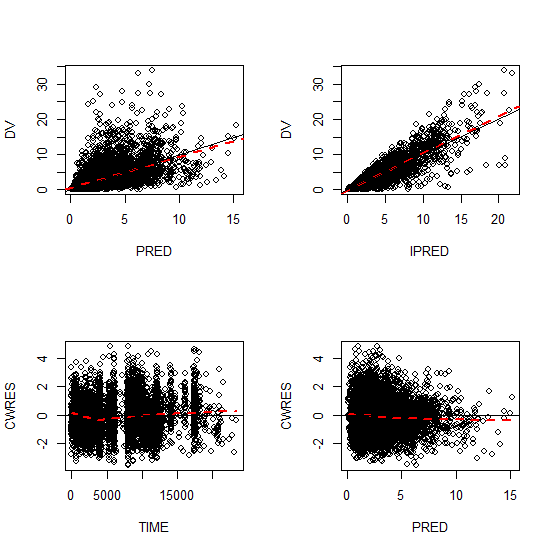 DV
0 10 20 30
0 5 10 15
PRED
DV
0 10 20 30
0 5 10 15 20
IPRED
CWRES
-2 0 2 4
0 5000 15000
TIME
CWRES
-2 0 2 4
0 5 10 15
PRED